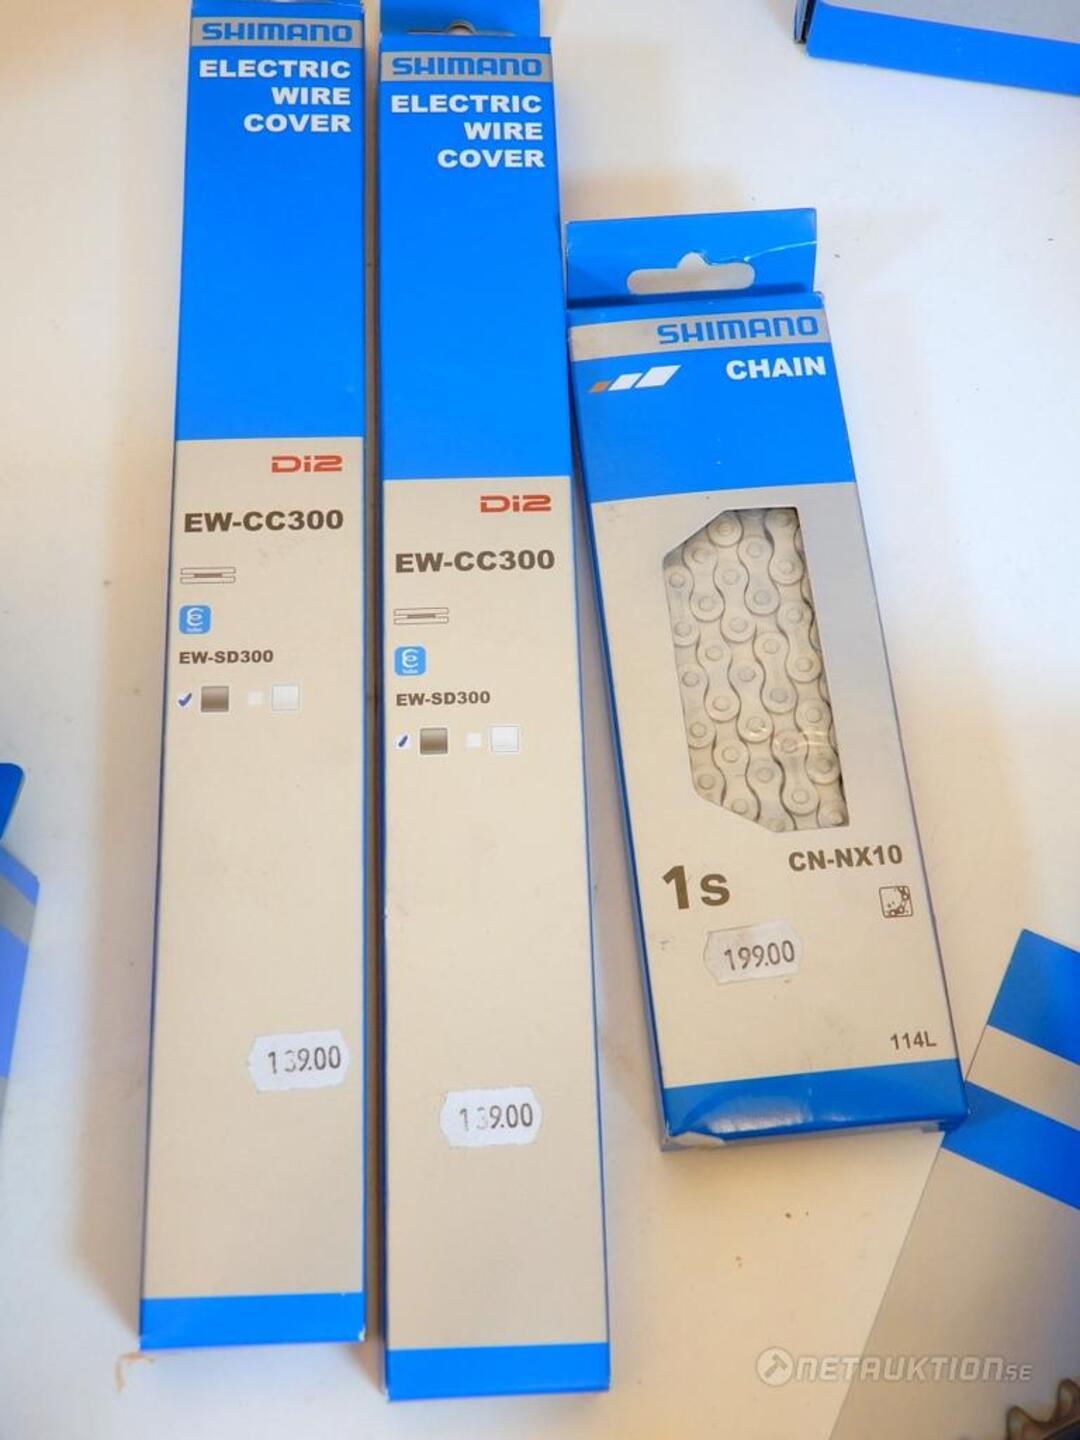 SHIMANO
ELECTRIC
WIRE
COVER
Di2
EW-CC300
EW-SD300
139.00
SHIMANO
ELECTRIC
WIRE
COVER
Di2
EW-CC300
EW-SD300
139.00
SHIMANO
CHAIN
CN-NX10
1s
199.00
114L
NETAUKTION.SE